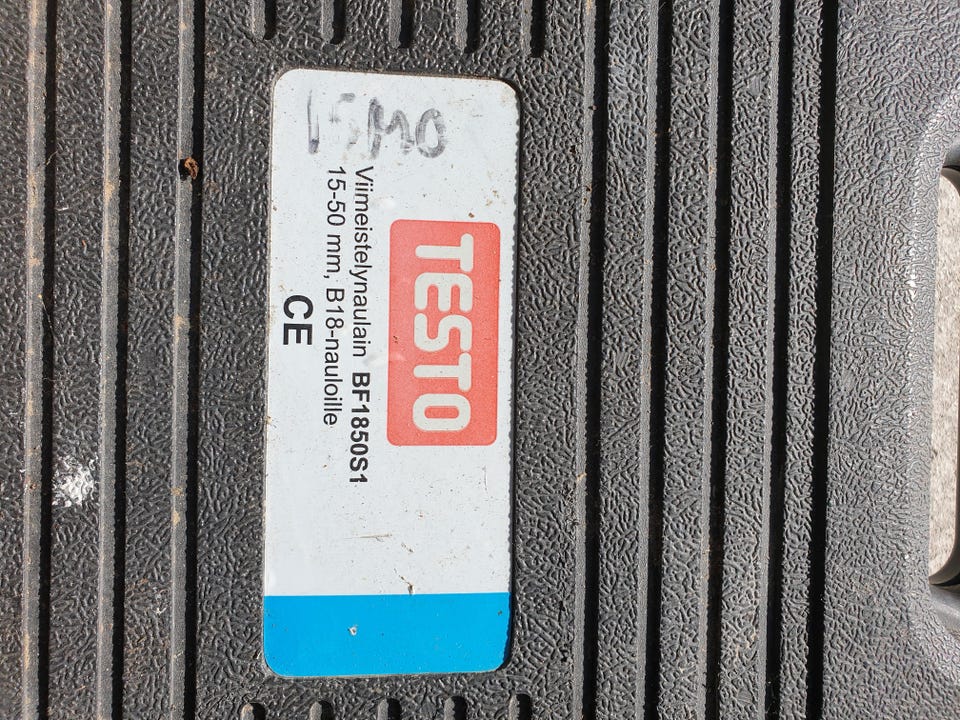 ISMO
TESTO
Viimeistelynaulain BF1850S1
15-50 mm, B18-nauloille
CE